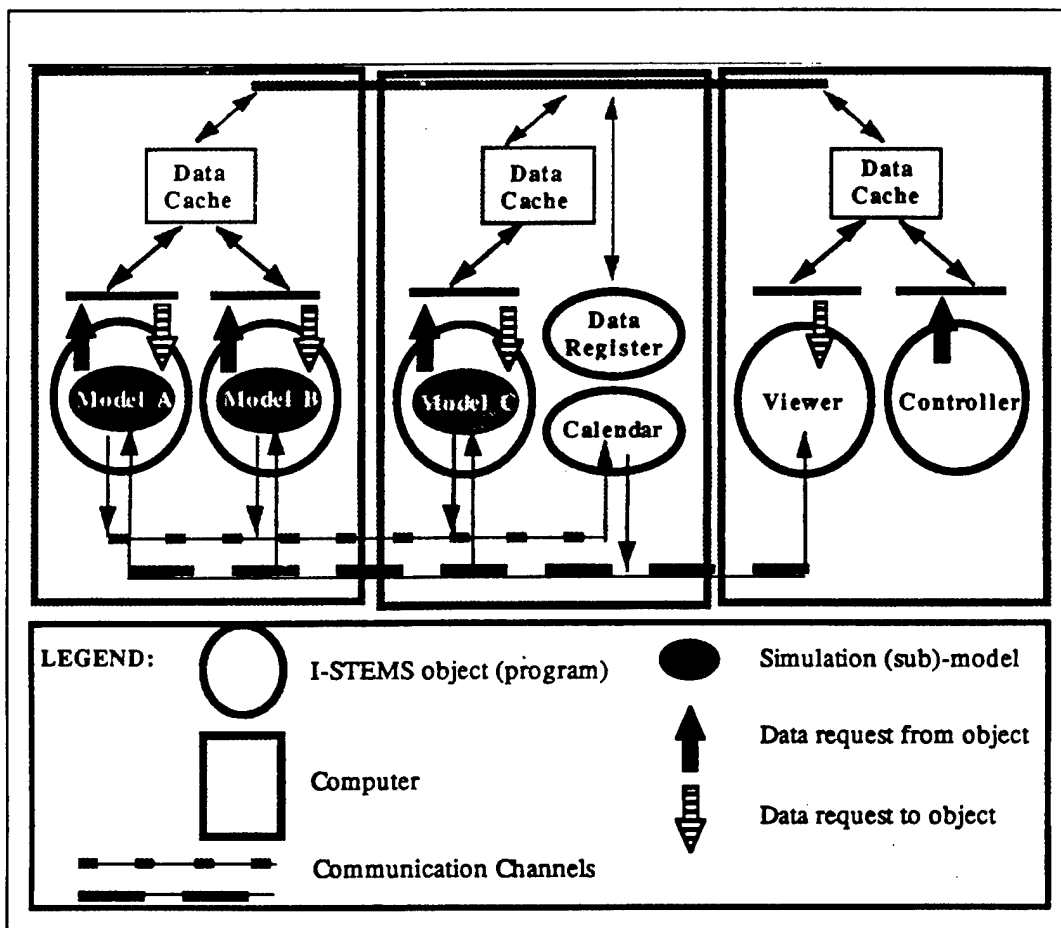 Data
Cache
Data
Cache
Data
Cache
Data
Register
Model A
Model B
Model C
Calendar
Viewer
Controller
LEGEND:
I-STEMS object (program)
Simulation (sub)-model
Data request from object
Computer
Data request to object
Communication Channels